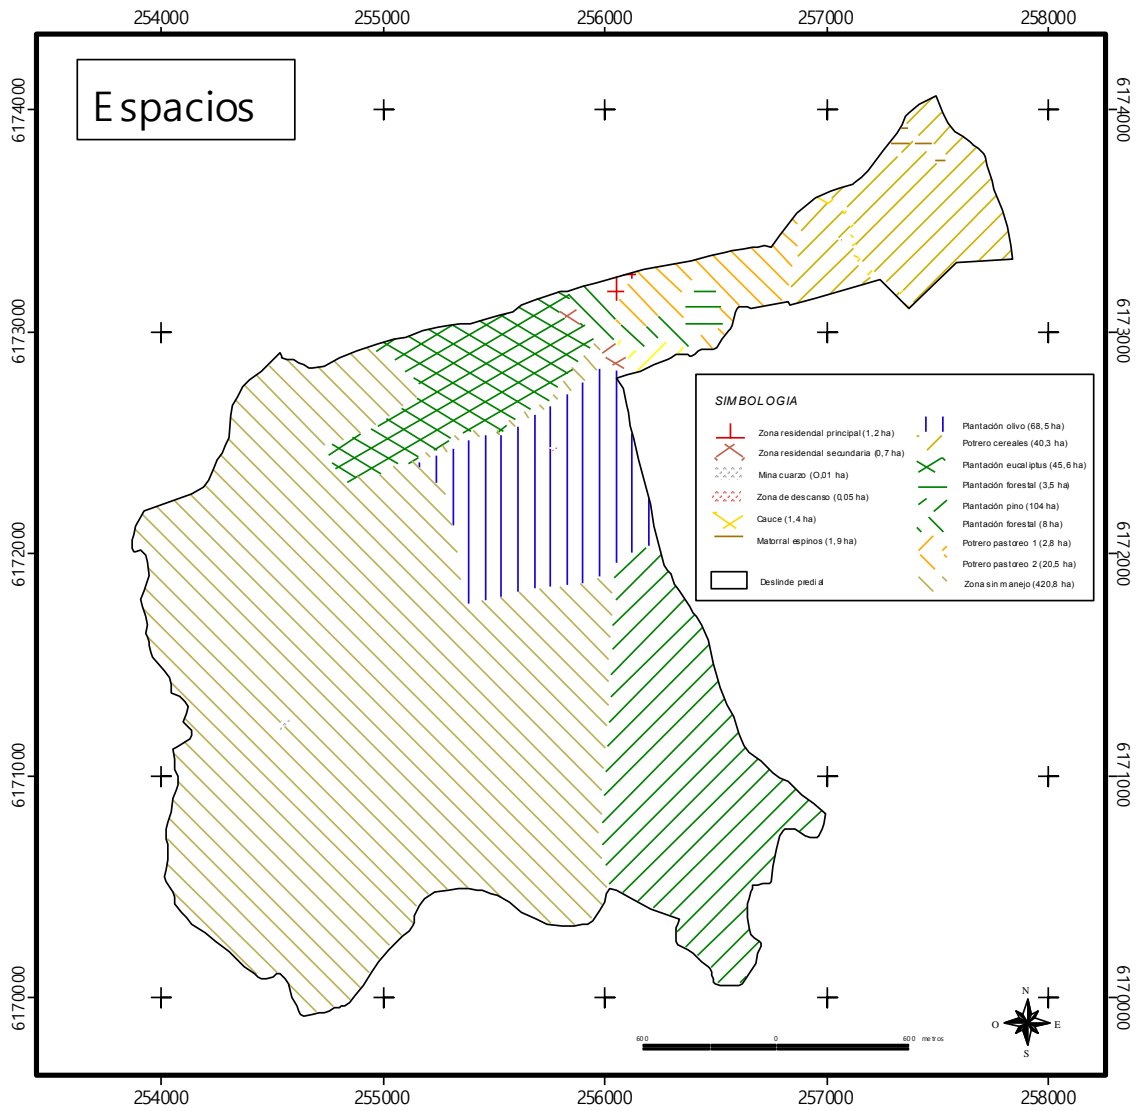 254000 255000 256000 257000 258000
Espacios
6174000 6174000
6173000 6173000
6172000 6172000
6171000 6171000
6170000 6170000
SIMBOLOGIA
Zona residendal principal (1,2 ha)
Zona residendal secundaria (0,7 ha)
Mina cuarzo (0,01 ha)
Zona de descanso (0,05 ha)
Cauce (1,4 ha)
Matorral espinos (1,9 ha)
Deslinde predial
Plantación olivo (68,5 ha)
Potrero cereales (40,3 ha)
Plantación eucaliptus (45,6 ha)
Plantación forestal (3,5 ha)
Plantación pino (104 ha)
Plantación forestal (8 ha)
Potrero pastoreo 1 (2,8 ha)
Potrero pastoreo 2 (20,5 ha)
Zona sin manejo (420,8 ha)
N
O E
S
600 0 600 metros
254000 255000 256000 257000 258000